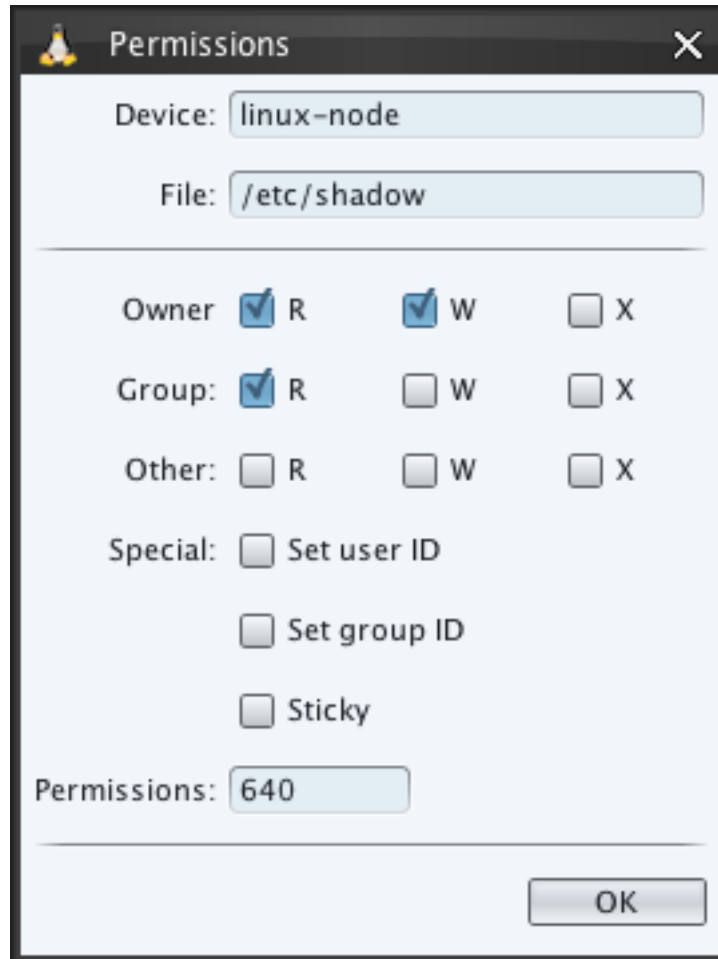 Permissions
Device: linux-node
File: /etc/shadow
Owner R W X
Group: R W X
Other: R W X
Special: Set user ID
Set group ID
Sticky
Permissions: 640
OK